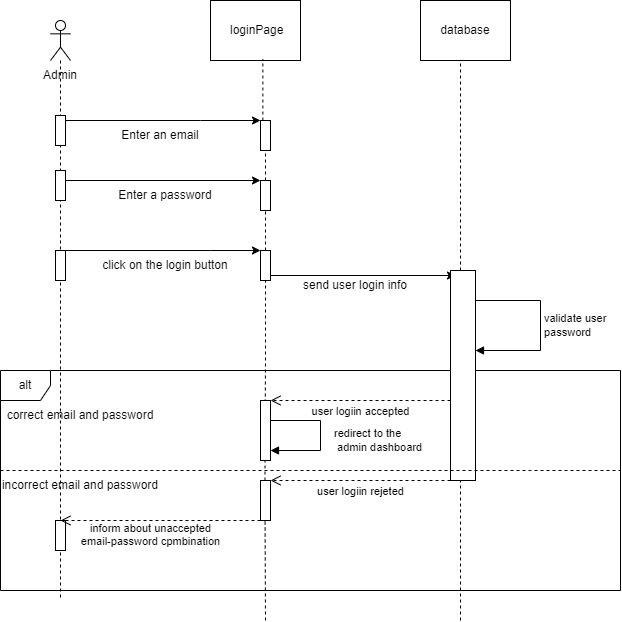 loginPage
database
Admin
Enter an email
Enter a password
click on the login button
send user login info
validate user
password
alt
correct email and password
user logiin accepted
redirect to the
admin dashboard
incorrect email and password
user logiin rejeted
inform about unaccepted
email-password cpmbination